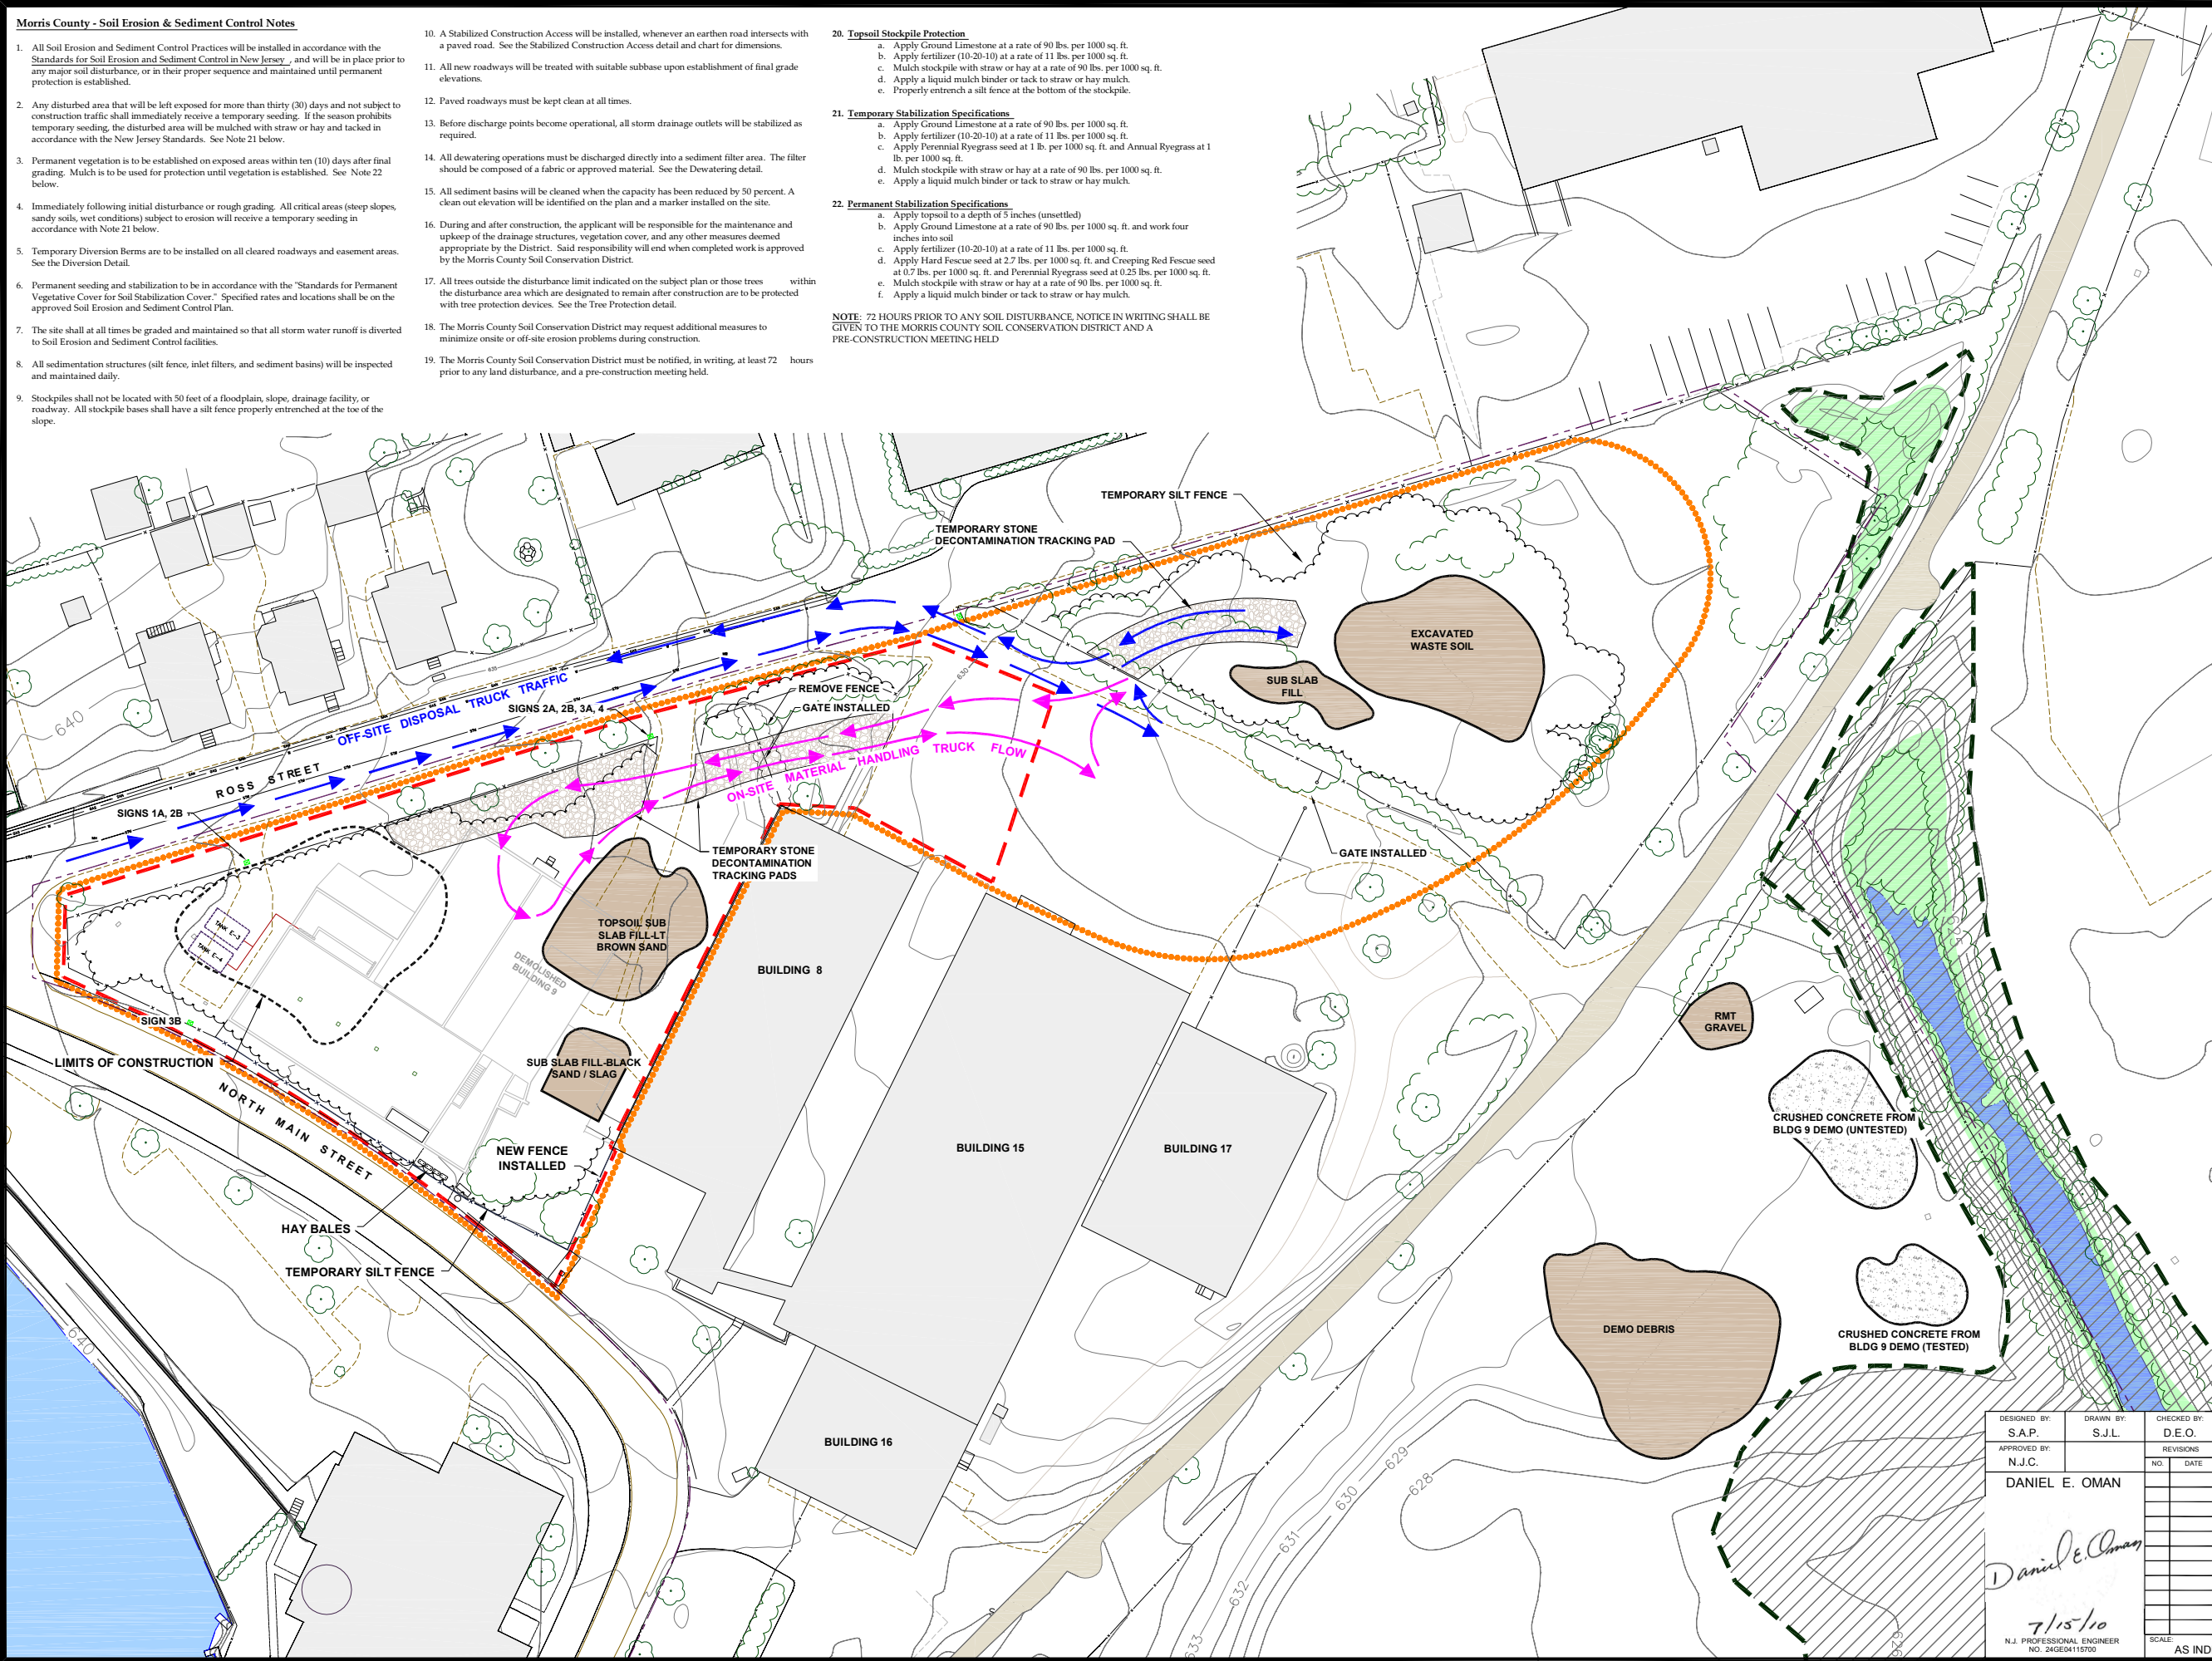 Morris County - Soil Erosion & Sediment Control Notes
1. All Soil Erosion and Sediment Control Practices will be installed in accordance with the
Standards for Soil Erosion and Sediment Control in New Jersey , and will be in place prior to
any major soil disturbance, or in their proper sequence and maintained until permanent
protection is established.
2. Any disturbed area that will be left exposed for more than thirty (30) days and not subject to
construction traffic shall immediately receive a temporary seeding. If the season prohibits
temporary seeding, the disturbed area will be mulched with straw or hay and tacked in
accordance with the New Jersey Standards. See Note 21 below.
3. Permanent vegetation is to be established on exposed areas within ten (10) days after final
grading. Mulch is to be used for protection until vegetation is established. See Note 22
below.
4. Immediately following initial disturbance or rough grading. All critical areas (steep slopes,
sandy soils, wet conditions) subject to erosion will receive a temporary seeding in
accordance with Note 21 below.
5. Temporary Diversion Berms are to be installed on all cleared roadways and easement areas.
See the Diversion Detail.
6. Permanent seeding and stabilization to be in accordance with the "Standards for Permanent
Vegetative Cover for Soil Stabilization Cover." Specified rates and locations shall be on the
approved Soil Erosion and Sediment Control Plan.
7. The site shall at all times be graded and maintained so that all storm water runoff is diverted
to Soil Erosion and Sediment Control facilities.
8. All sedimentation structures (silt fence, inlet filters, and sediment basins) will be inspected
and maintained daily.
9. Stockpiles shall not be located with 50 feet of a floodplain, slope, drainage facility, or
roadway. All stockpile bases shall have a silt fence properly entrenched at the toe of the
slope.
10. A Stabilized Construction Access will be installed, whenever an earthen road intersects with
a paved road. See the Stabilized Construction Access detail and chart for dimensions.
11. All new roadways will be treated with suitable subbase upon establishment of final grade
elevations.
12. Paved roadways must be kept clean at all times.
13. Before discharge points become operational, all storm drainage outlets will be stabilized as
required.
14. All dewatering operations must be discharged directly into a sediment filter area. The filter
should be composed of a fabric or approved material. See the Dewatering detail.
15. All sediment basins will be cleaned when the capacity has been reduced by 50 percent. A
clean out elevation will be identified on the plan and a marker installed on the site.
16. During and after construction, the applicant will be responsible for the maintenance and
upkeep of the drainage structures, vegetation cover, and any other measures deemed
appropriate by the District. Said responsibility will end when completed work is approved
by the Morris County Soil Conservation District.
17. All trees outside the disturbance limit indicated on the subject plan or those trees within
the disturbance area which are designated to remain after construction are to be protected
with tree protection devices. See the Tree Protection detail.
18. The Morris County Soil Conservation District may request additional measures to
minimize onsite or off-site erosion problems during construction.
19. The Morris County Soil Conservation District must be notified, in writing, at least 72 hours
prior to any land disturbance, and a pre-construction meeting held.
20. Topsoil Stockpile Protection
a. Apply Ground Limestone at a rate of 90 lbs. per 1000 sq. ft.
b. Apply fertilizer (10-20-10) at a rate of 11 lbs. per 1000 sq. ft.
c. Mulch stockpile with straw or hay at a rate of 90 lbs. per 1000 sq. ft.
d. Apply a liquid mulch binder or tack to straw or hay mulch.
e. Properly entrench a silt fence at the bottom of the stockpile.
21. Temporary Stabilization Specifications
a. Apply Ground Limestone at a rate of 90 lbs. per 1000 sq. ft.
b. Apply fertilizer (10-20-10) at a rate of 11 lbs. per 1000 sq. ft.
c. Apply Perennial Ryegrass seed at 1 lb. per 1000 sq. ft. and Annual Ryegrass at 1
lb. per 1000 sq. ft.
d. Mulch stockpile with straw or hay at a rate of 90 lbs. per 1000 sq. ft.
e. Apply a liquid mulch binder or tack to straw or hay mulch.
22. Permanent Stabilization Specifications
a. Apply topsoil to a depth of 5 inches (unsettled)
b. Apply Ground Limestone at a rate of 90 lbs. per 1000 sq. ft. and work four
inches into soil
c. Apply fertilizer (10-20-10) at a rate of 11 lbs. per 1000 sq. ft.
d. Apply Hard Fescue seed at 2.7 lbs. per 1000 sq. ft. and Creeping Red Fescue seed
at 0.7 lbs. per 1000 sq. ft. and Perennial Ryegrass seed at 0.25 lbs. per 1000 sq. ft.
e. Mulch stockpile with straw or hay at a rate of 90 lbs. per 1000 sq. ft.
f. Apply a liquid mulch binder or tack to straw or hay mulch.
NOTE: 72 HOURS PRIOR TO ANY SOIL DISTURBANCE, NOTICE IN WRITING SHALL BE
GIVEN TO THE MORRIS COUNTY SOIL CONSERVATION DISTRICT AND A
PRE-CONSTRUCTION MEETING HELD
TEMPORARY SILT FENCE
TEMPORARY STONE
DECONTAMINATION TRACKING PAD
EXCAVATED
WASTE SOIL
SUB SLAB
FILL
635
630
640
REMOVE FENCE
GATE INSTALLED
SIGNS 2A, 2B, 3A, 4
OFF-SITE DISPOSAL TRUCK TRAFFIC
ON-SITE MATERIAL HANDLING TRUCK FLOW
ROSS STREET
SIGNS 1A, 2B
TEMPORARY STONE
DECONTAMINATION
TRACKING PADS
GATE INSTALLED
TANK E-3
TANK E-4
TOPSOIL SUB
SLAB FILL-LT
BROWN SAND
DEMOLISHED
BUILDING 9
BUILDING 8
SIGN 3B
LIMITS OF CONSTRUCTION
SUB SLAB FILL-BLACK
SAND / SLAG
NORTH MAIN STREET
NEW FENCE
INSTALLED
HAY BALES
TEMPORARY SILT FENCE
BUILDING 15
BUILDING 17
BUILDING 16
RMT
GRAVEL
625
CRUSHED CONCRETE FROM
BLDG 9 DEMO (UNTESTED)
DEMO DEBRIS
CRUSHED CONCRETE FROM
BLDG 9 DEMO (TESTED)
640
628
629
630
631
632
633
626
DESIGNED BY:
S.A.P.
DRAWN BY:
S.J.L.
CHECKED BY:
D.E.O.
APPROVED BY:
N.J.C.
REVISIONS
NO. DATE
DANIEL E. OMAN
Daniel E. Oman
7/15/10
N.J. PROFESSIONAL ENGINEER
NO. 24GE04115700
SCALE:
AS IND